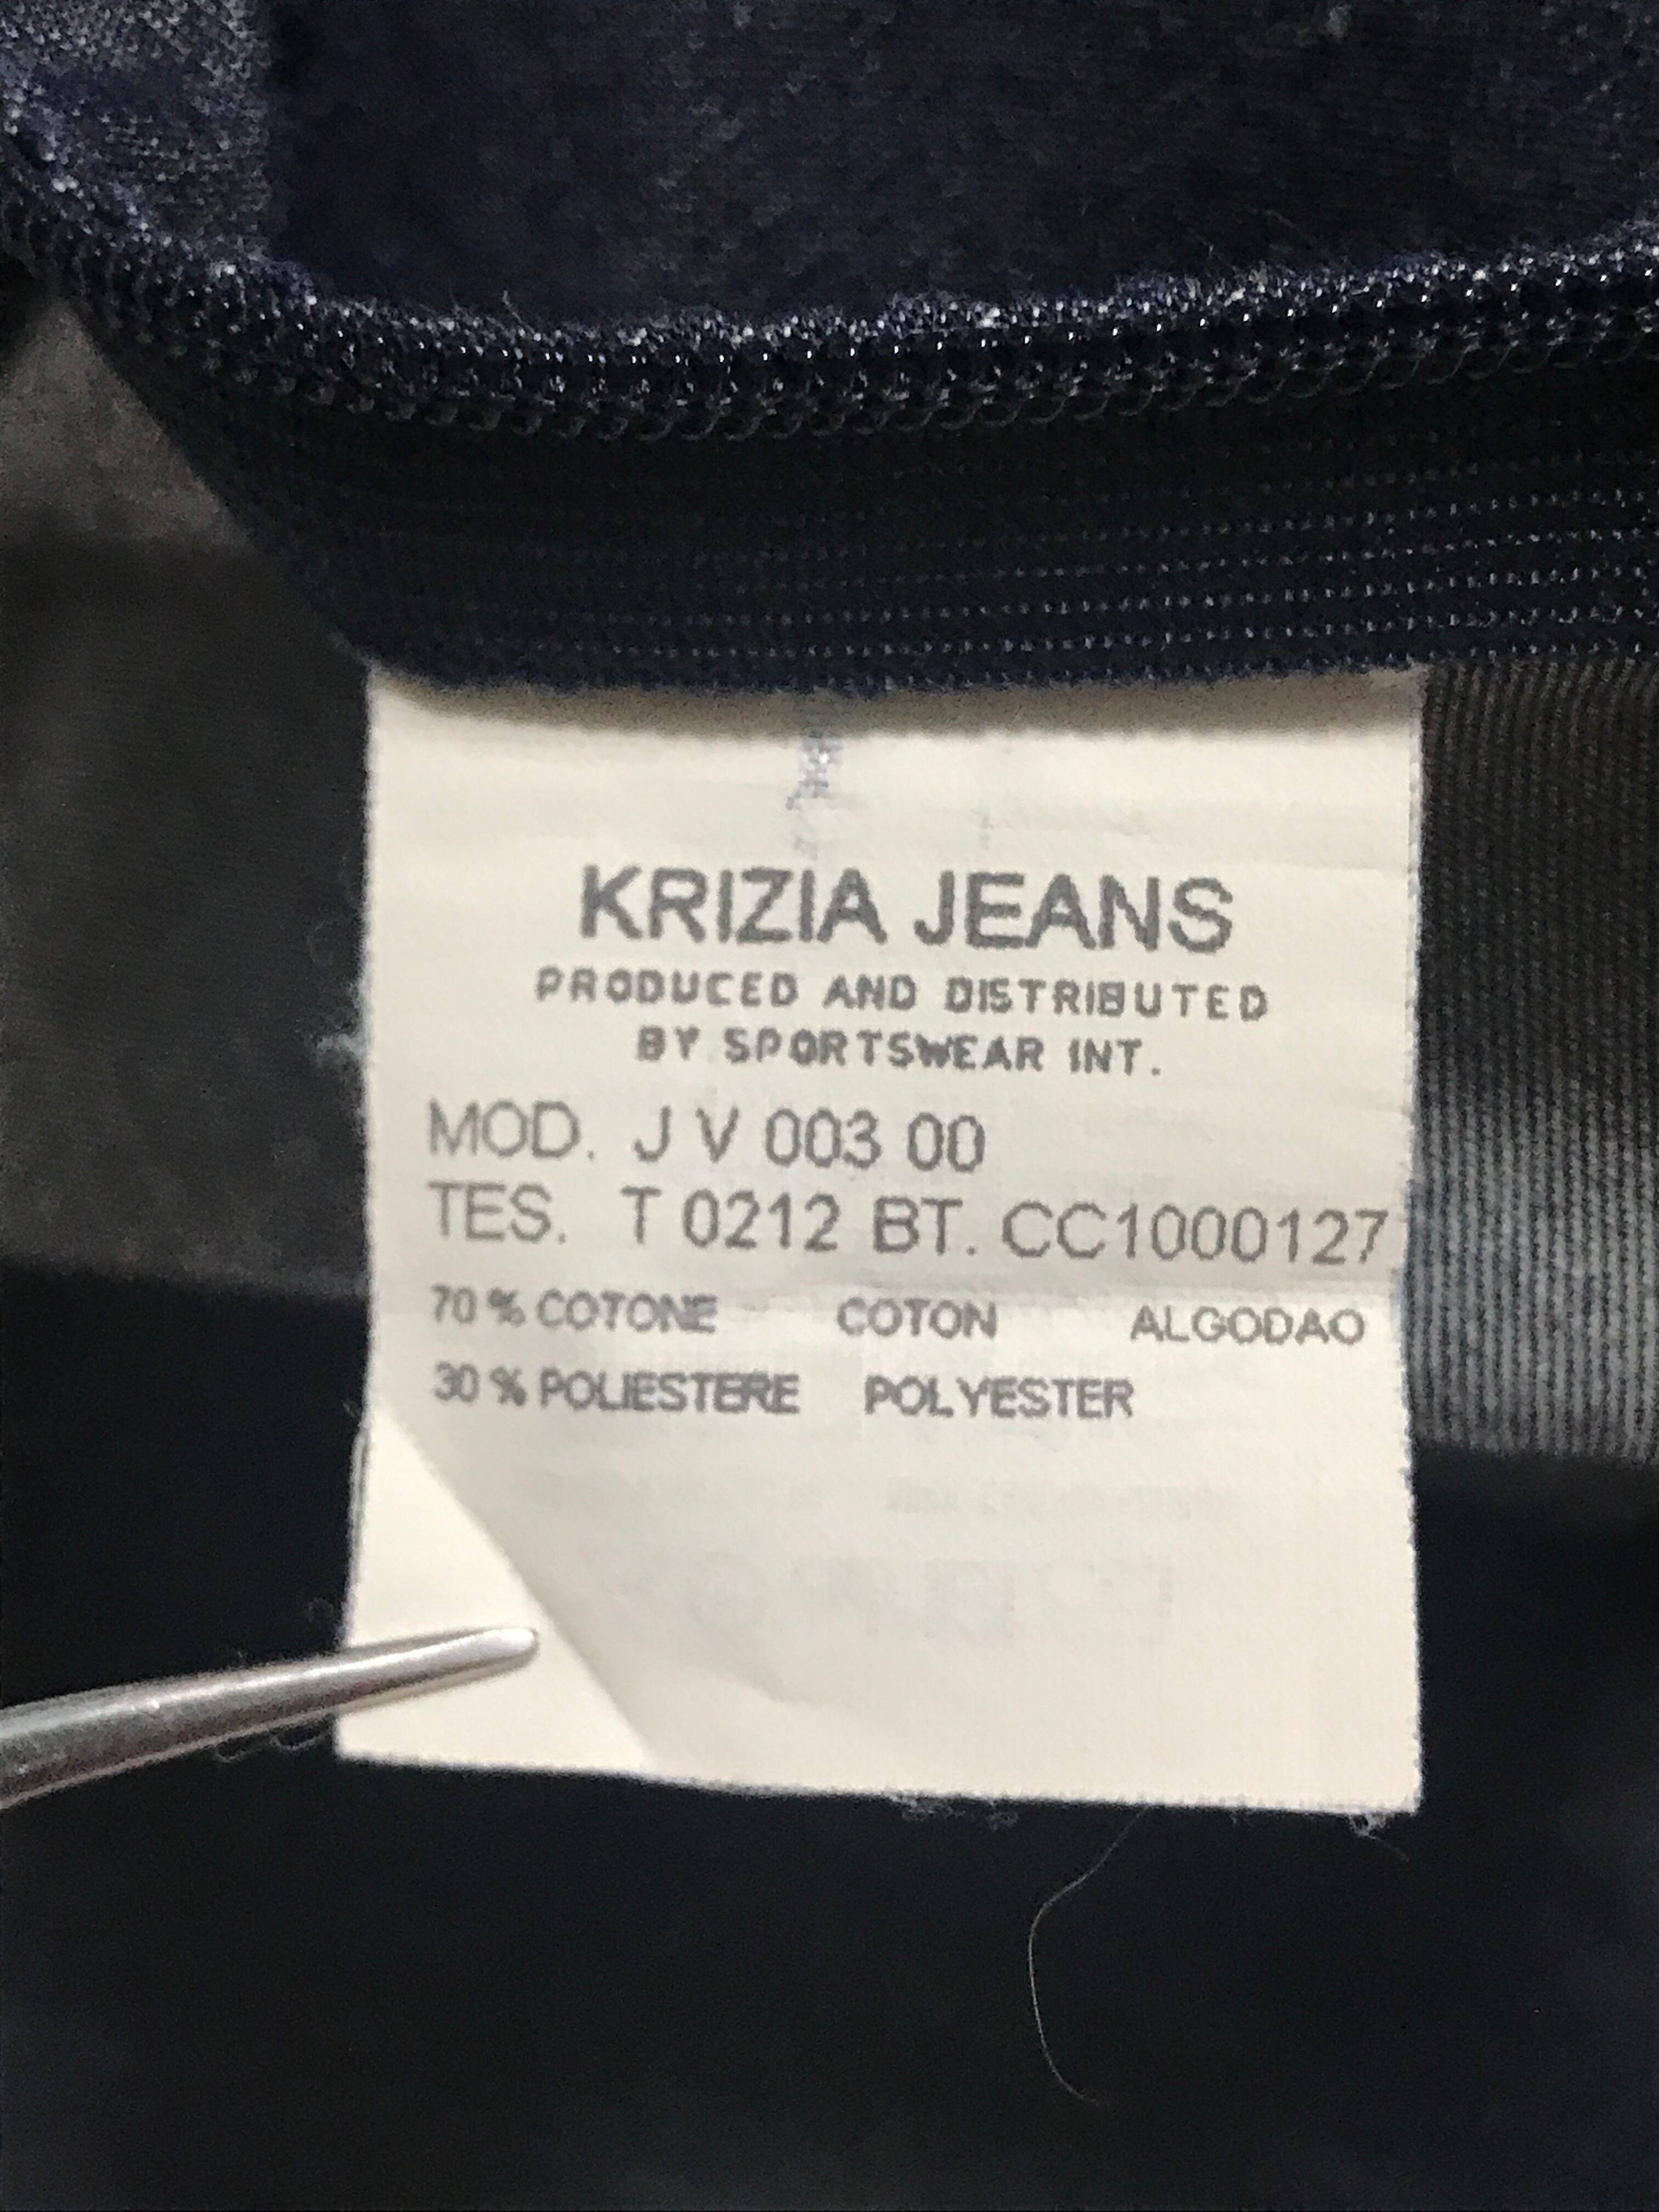 KRIZIA JEANS
PRODUCED AND DISTRIBUTED
BY SPORTSWEAR INT.
MOD. J V 003 00
TES. T 0212 BT. CC1000127
70 % COTONE COTON ALGODAO
30 % POLIESTERE POLYESTER